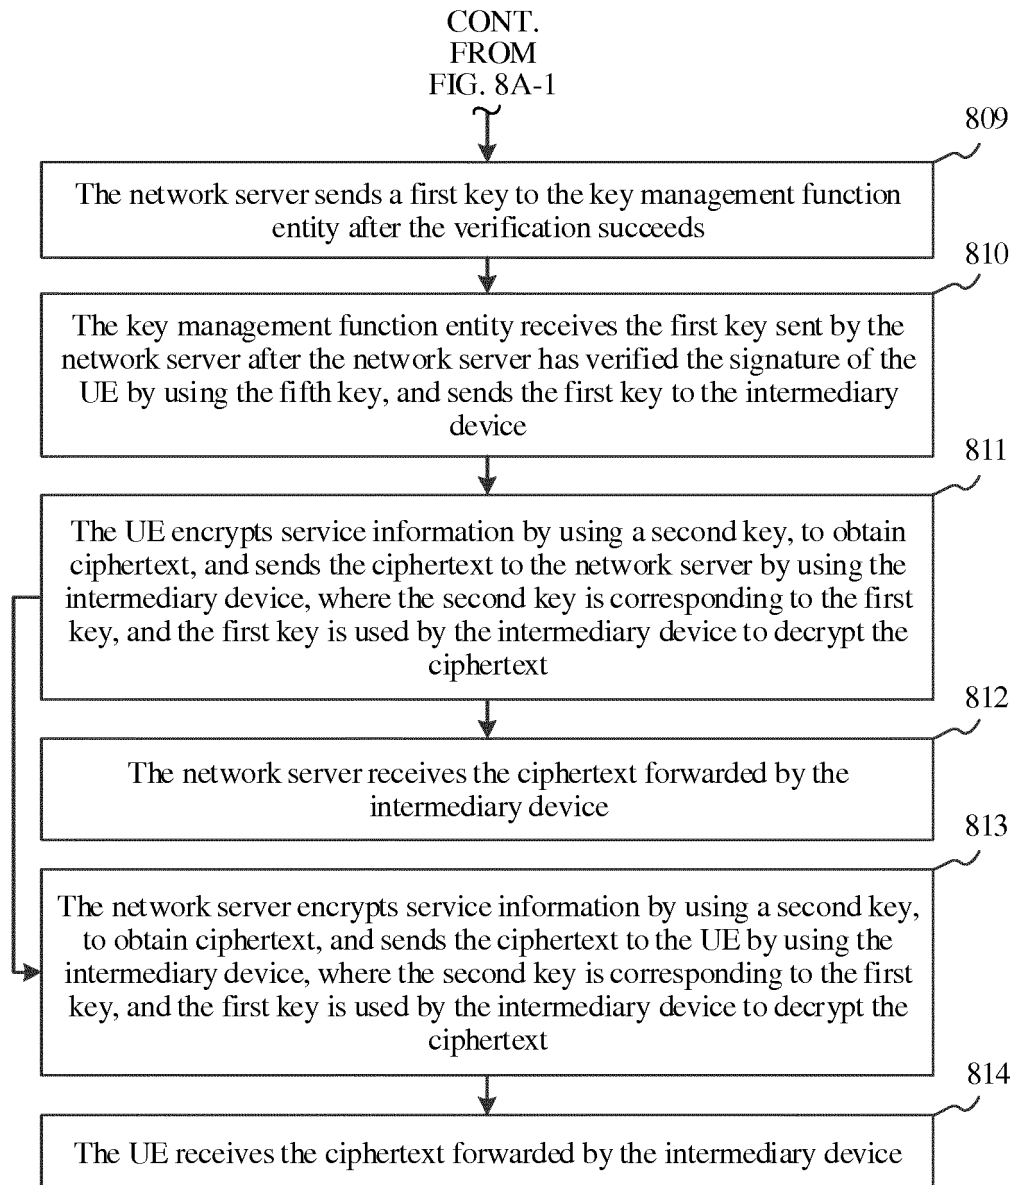 CONT.
FROM
FIG. 8A-1
809
The network server sends a first key to the key management function
entity after the verification succeeds
810
The key management function entity receives the first key sent by the
network server after the network server has verified the signature of the
UE by using the fifth key, and sends the first key to the intermediary
device
811
The UE encrypts service information by using a second key, to obtain
ciphertext, and sends the ciphertext to the network server by using the
intermediary device, where the second key is corresponding to the first
key, and the first key is used by the intermediary device to decrypt the
ciphertext
812
The network server receives the ciphertext forwarded by the
intermediary device
813
The network server encrypts service information by using a second key,
to obtain ciphertext, and sends the ciphertext to the UE by using the
intermediary device, where the second key is corresponding to the first
key, and the first key is used by the intermediary device to decrypt the
ciphertext
814
The UE receives the ciphertext forwarded by the intermediary device